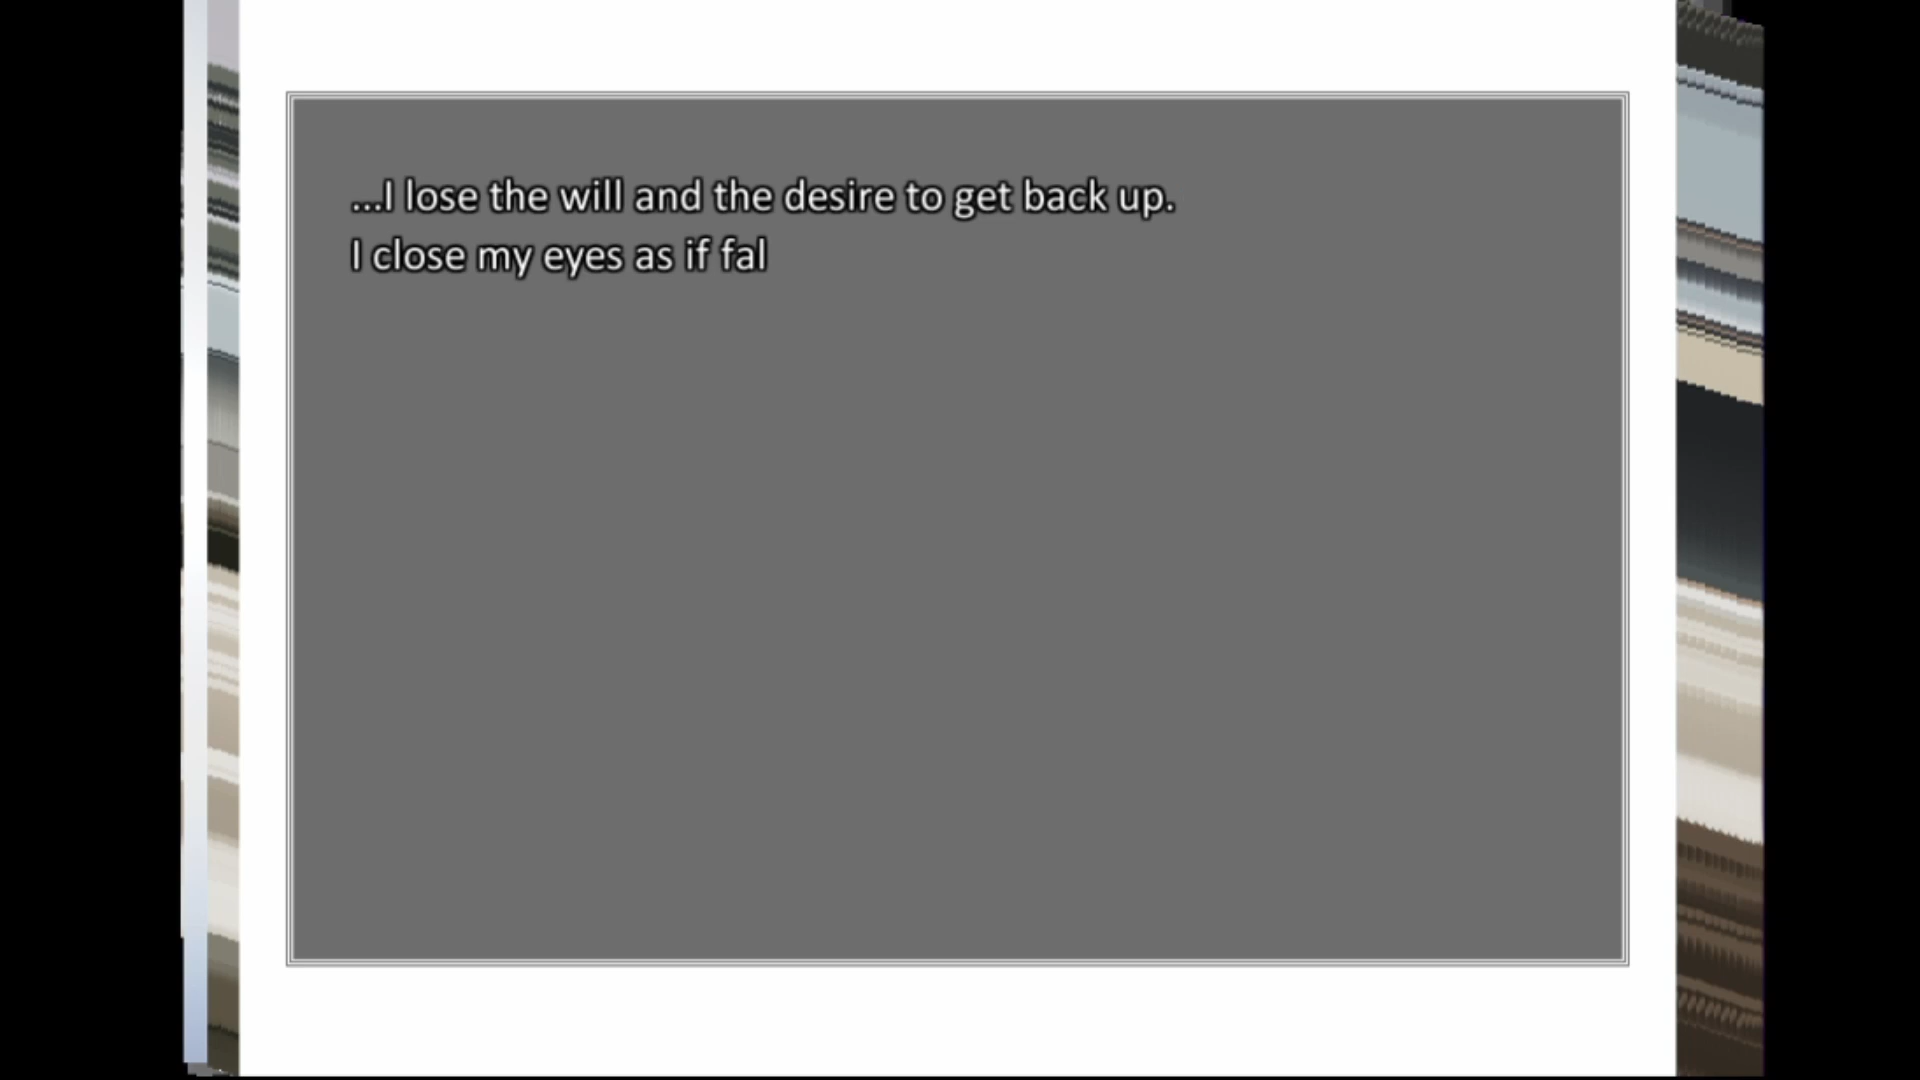 ...I lose the will and the desire to get back up.
I close my eyes as if fal